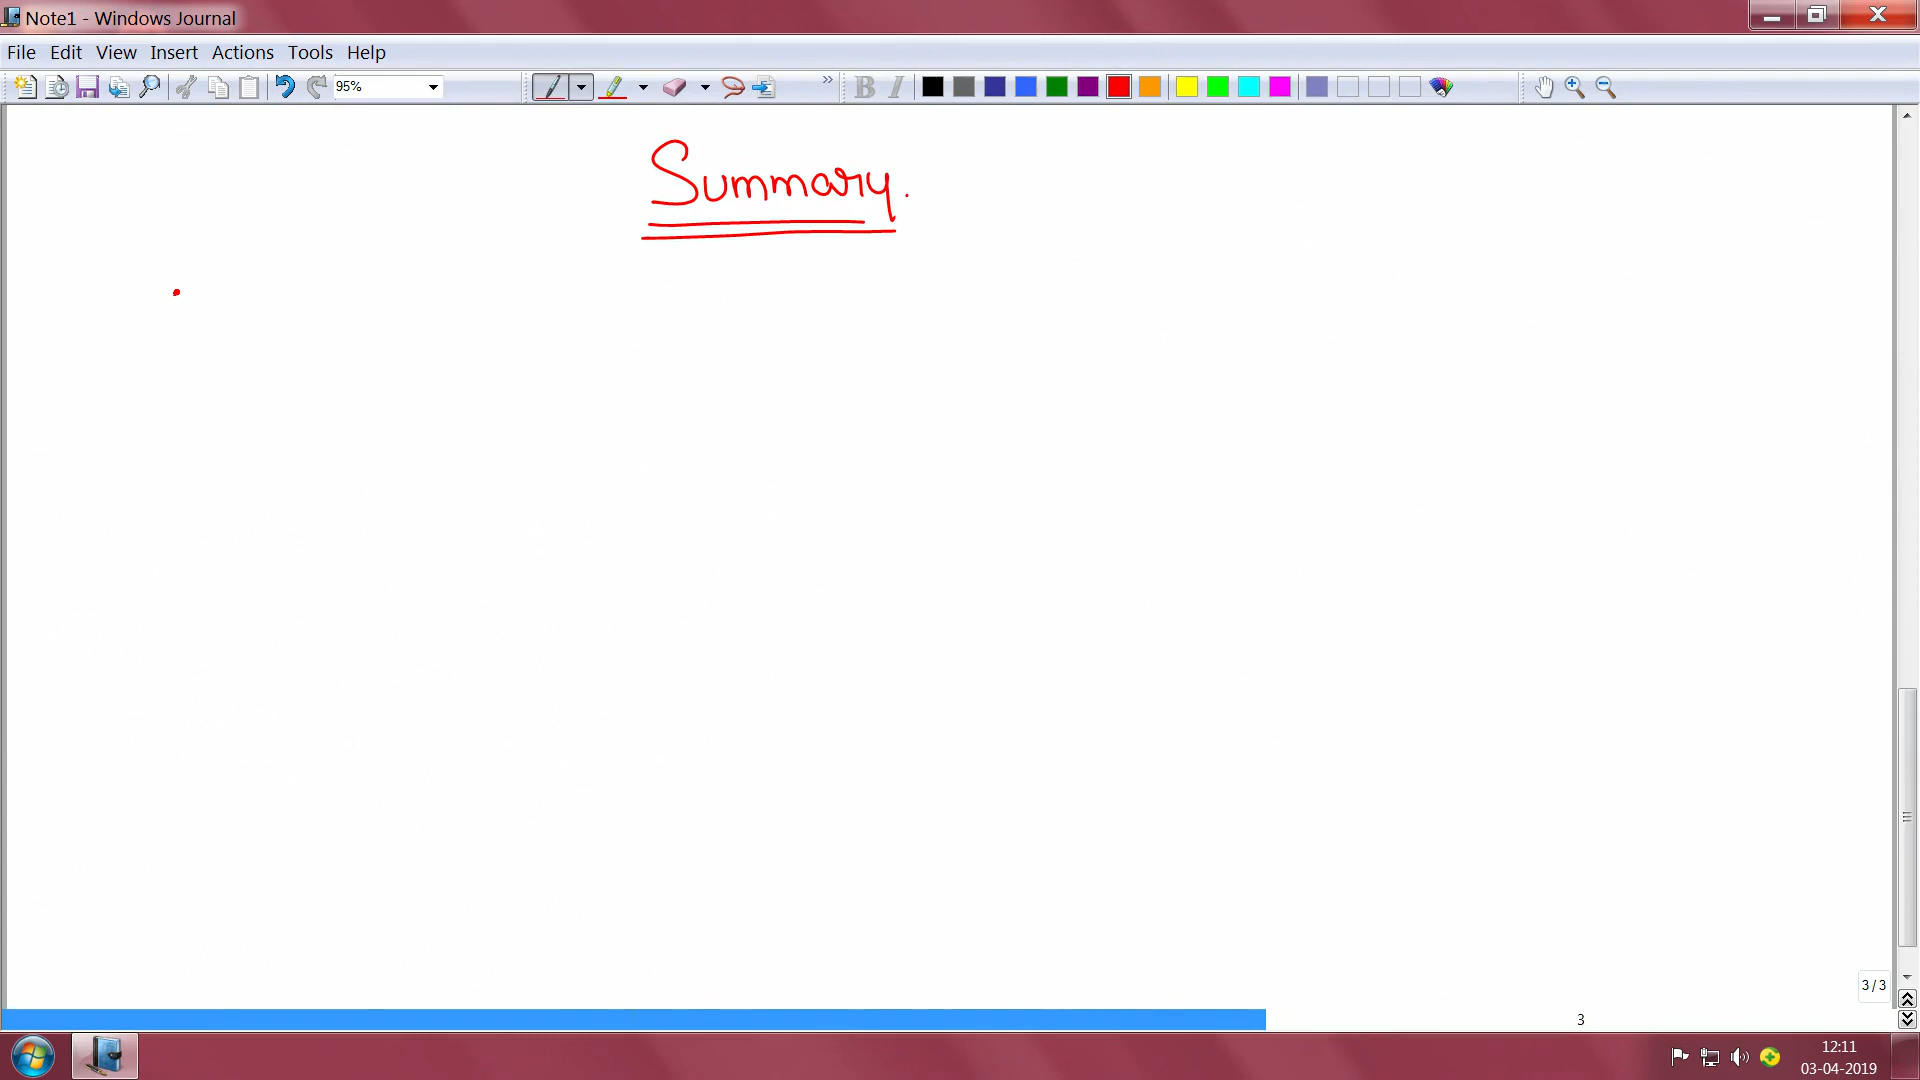 Note1 - Windows Journal
File Edit View Insert Actions Tools Help
95%
B I
Summary.
3 / 3
3
12:11
03-04-2019